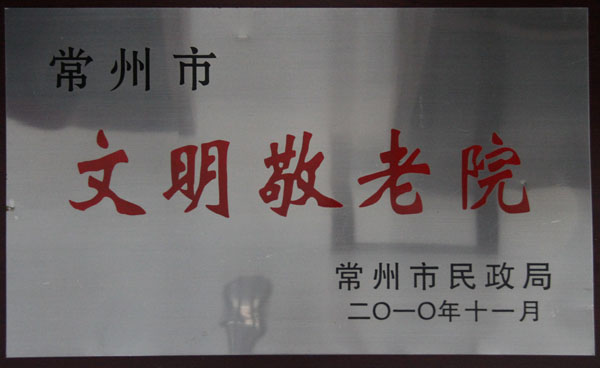 常州市
文明敬老院
常州市民政局
二〇一〇年十一月